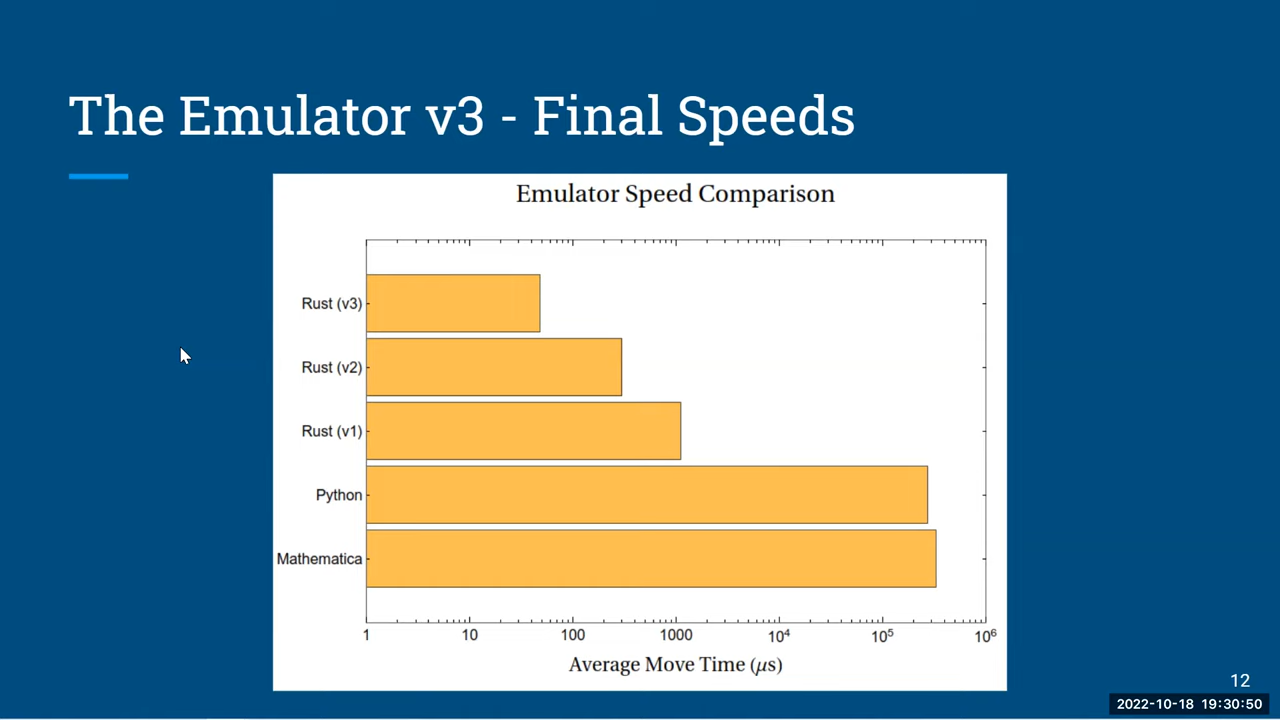 The Emulator v3 - Final Speeds
Emulator Speed Comparison
Rust (v3)
Rust (v2)
Rust (v1)
Python
Mathematica
1 10 100 1000 10⁴ 10⁵ 10⁶
Average Move Time (μs)
12
2022-10-18 19:30:50